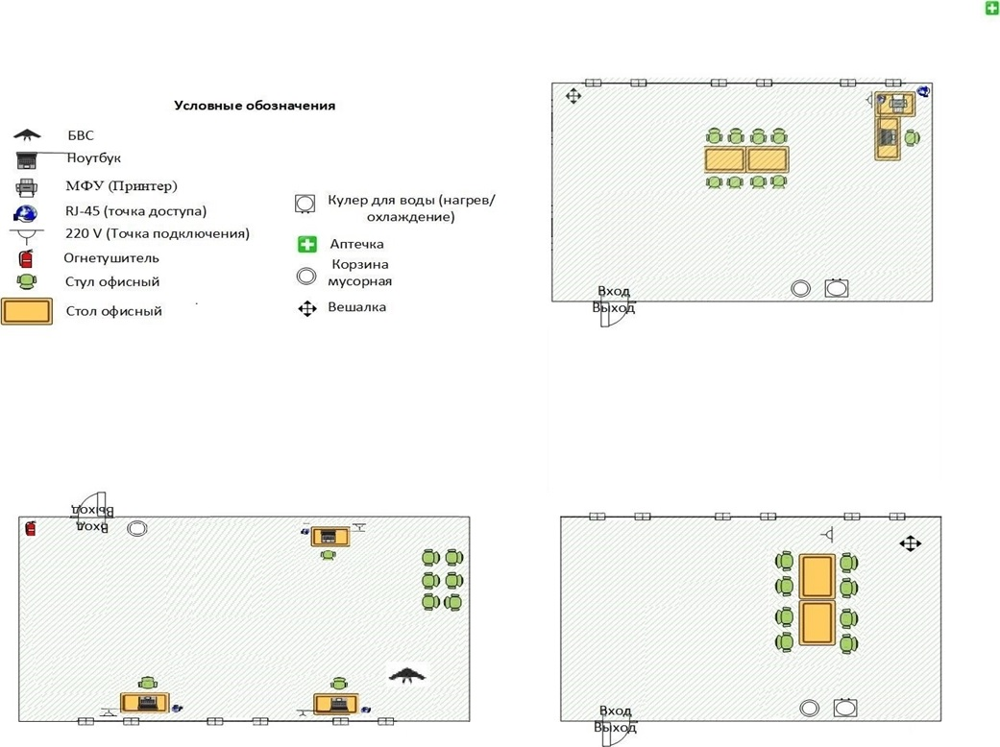 Условные обозначения
БВС
Ноутбук
МФУ (Принтер)
RJ-45 (точка доступа)
220 V (Точка подключения)
Огнетушитель
Стул офисный
Стол офисный
Кулер для воды (нагрев/
охлаждение)
Аптечка
Корзина
мусорная
Вешалка
Вход
Выход
Выход
Вход
Вход
Выход